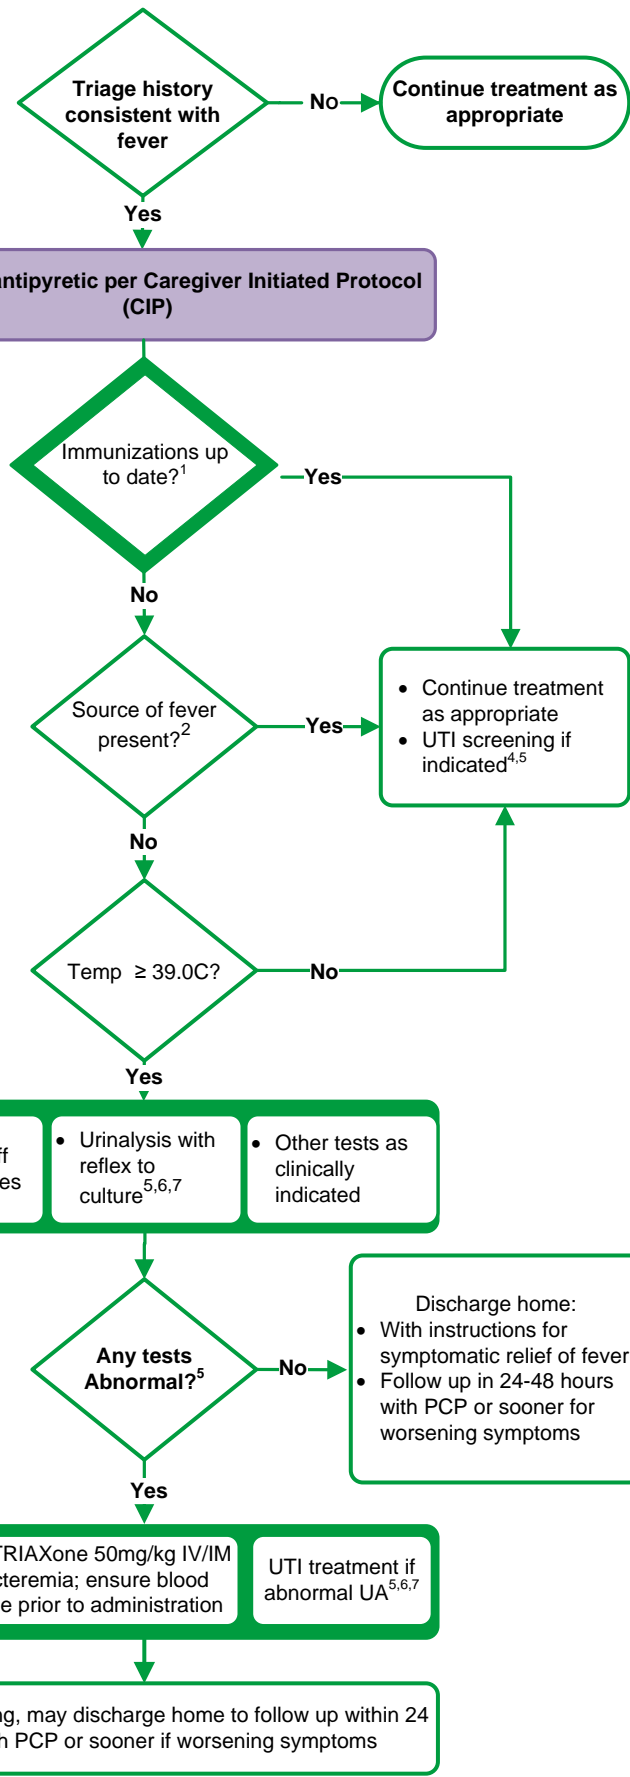 Triage history
consistent with
fever
No
Continue treatment as
appropriate
Yes
antipyretic per Caregiver Initiated Protocol
(CIP)
Immunizations up
to date?1
Yes
No
Source of fever
present?2
Yes
• Continue treatment
as appropriate
• UTI screening if
indicated4,5
No
Temp ≥ 39.0C?
No
Yes
• Urinalysis with
reflex to
culture5,6,7
• Other tests as
clinically
indicated
Any tests
Abnormal?5
No
Discharge home:
• With instructions for
symptomatic relief of fever
• Follow up in 24-48 hours
with PCP or sooner for
worsening symptoms
Yes
TRIAXone 50mg/kg IV/IM
cteremia; ensure blood
e prior to administration
UTI treatment if
abnormal UA5,6,7
ng, may discharge home to follow up within 24
h PCP or sooner if worsening symptoms